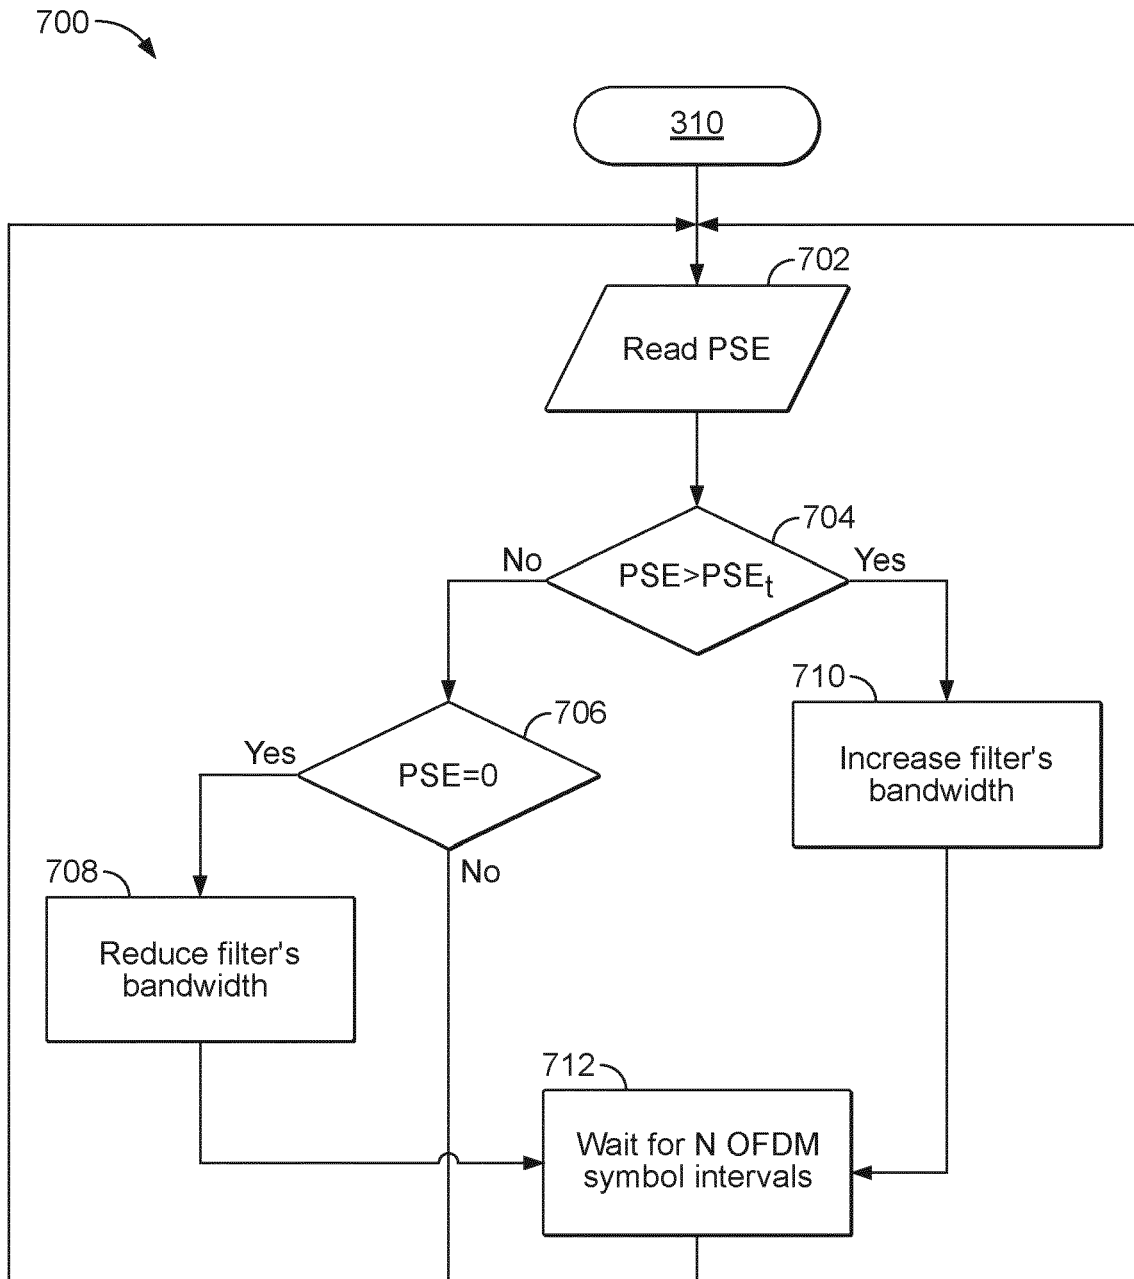 700
310
702
Read PSE
704
No
PSE>PSEt
Yes
710
706
Yes
PSE=0
Increase filter's
bandwidth
No
708
Reduce filter's
bandwidth
712
Wait for N OFDM
symbol intervals